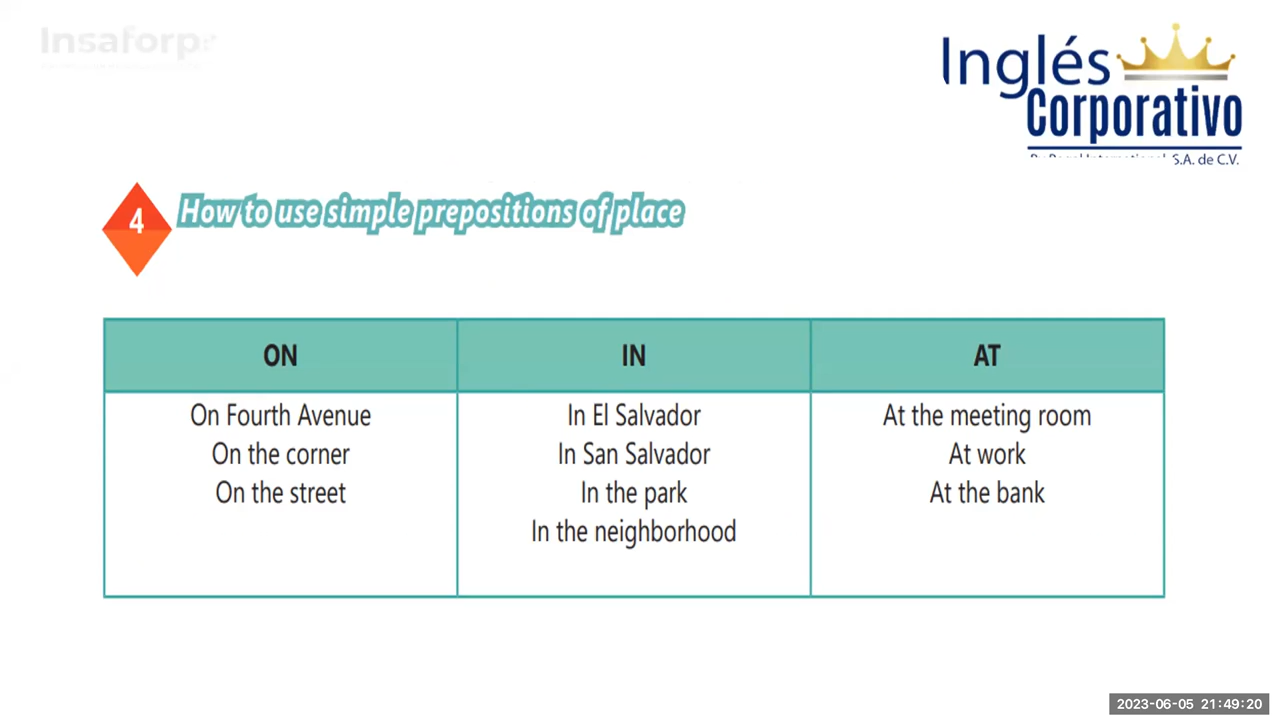 Insaforp
Inglés
Corporativo
S.A. de C.V.
4
How to use simple prepositions of place
ON
IN
AT
On Fourth Avenue
On the corner
On the street
In El Salvador
In San Salvador
In the park
In the neighborhood
At the meeting room
At work
At the bank
2023-06-05 21:49:20